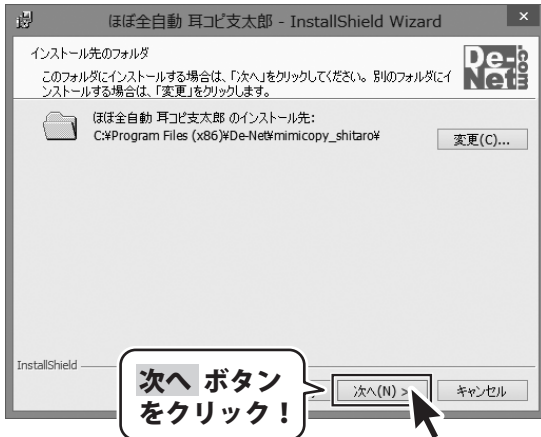 ほぼ全自動 耳コピ支太郎 - InstallShield Wizard
×
インストール先のフォルダ
このフォルダにインストールする場合は、「次へ」をクリックしてください。別のフォルダにイ
ンストールする場合は、「変更」をクリックします。
De-
Net
.com
ほぼ全自動 耳コピ支太郎 のインストール先:
C:¥Program Files (x86)¥De-Net¥mimicopy_shitaro¥
変更(C)...
InstallShield
次へ ボタン
をクリック!
次へ(N) >
キャンセル